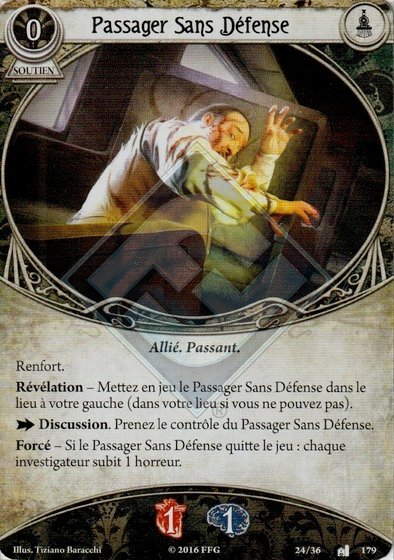 0
Passager Sans Défense
SOUTIEN
Allié. Passant.
Renfort.
Révélation – Mettez en jeu le Passager Sans Défense dans le
lieu à votre gauche (dans votre lieu si vous ne pouvez pas).
Discussion. Prenez le contrôle du Passager Sans Défense.
Forcé – Si le Passager Sans Défense quitte le jeu : chaque
investigateur subit 1 horreur.
1 1
Illus. Tiziano Baracchi © 2016 FFG 24/36 179